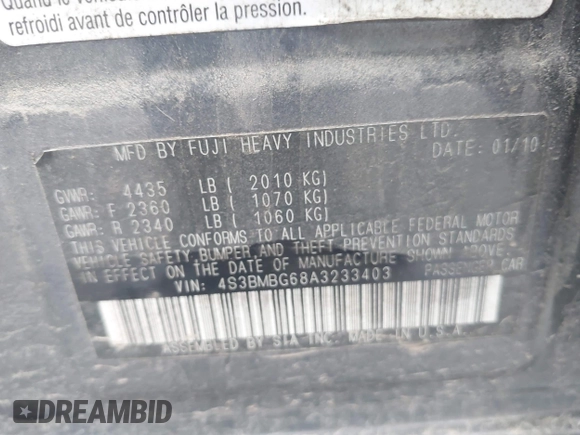 Quand le véhicule
refroidi avant de contrôler la pression.
MFD BY FUJI HEAVY INDUSTRIES LTD.
DATE: 01/10
GVWR: 4435 LB ( 2010 KG)
GAWR: F 2360 LB ( 1070 KG)
GAWR: R 2340 LB ( 1060 KG)
THIS VEHICLE CONFORMS TO ALL APPLICABLE FEDERAL MOTOR
VEHICLE SAFETY, BUMPER, AND THEFT PREVENTION STANDARDS
IN EFFECT ON THE DATE OF MANUFACTURE SHOWN ABOVE.
VIN: 4S3BMBG68A3233403 PASSENGER CAR
ASSEMBLED BY SIA INC. MADE IN U.S.A.
DREAMBID